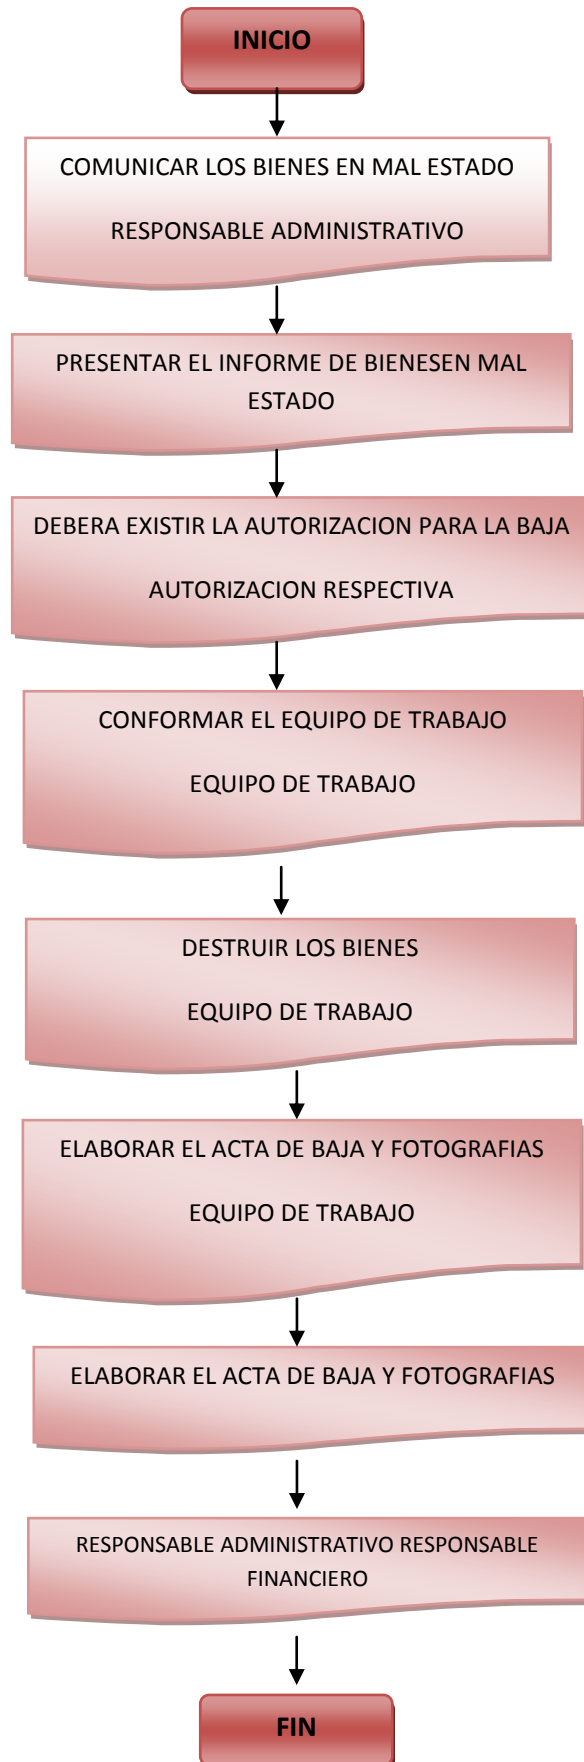 INICIO
COMUNICAR LOS BIENES EN MAL ESTADO
RESPONSABLE ADMINISTRATIVO
PRESENTAR EL INFORME DE BIENESEN MAL
ESTADO
DEBERA EXISTIR LA AUTORIZACION PARA LA BAJA
AUTORIZACION RESPECTIVA
CONFORMAR EL EQUIPO DE TRABAJO
EQUIPO DE TRABAJO
DESTRUIR LOS BIENES
EQUIPO DE TRABAJO
ELABORAR EL ACTA DE BAJA Y FOTOGRAFIAS
EQUIPO DE TRABAJO
ELABORAR EL ACTA DE BAJA Y FOTOGRAFIAS
RESPONSABLE ADMINISTRATIVO RESPONSABLE
FINANCIERO
FIN